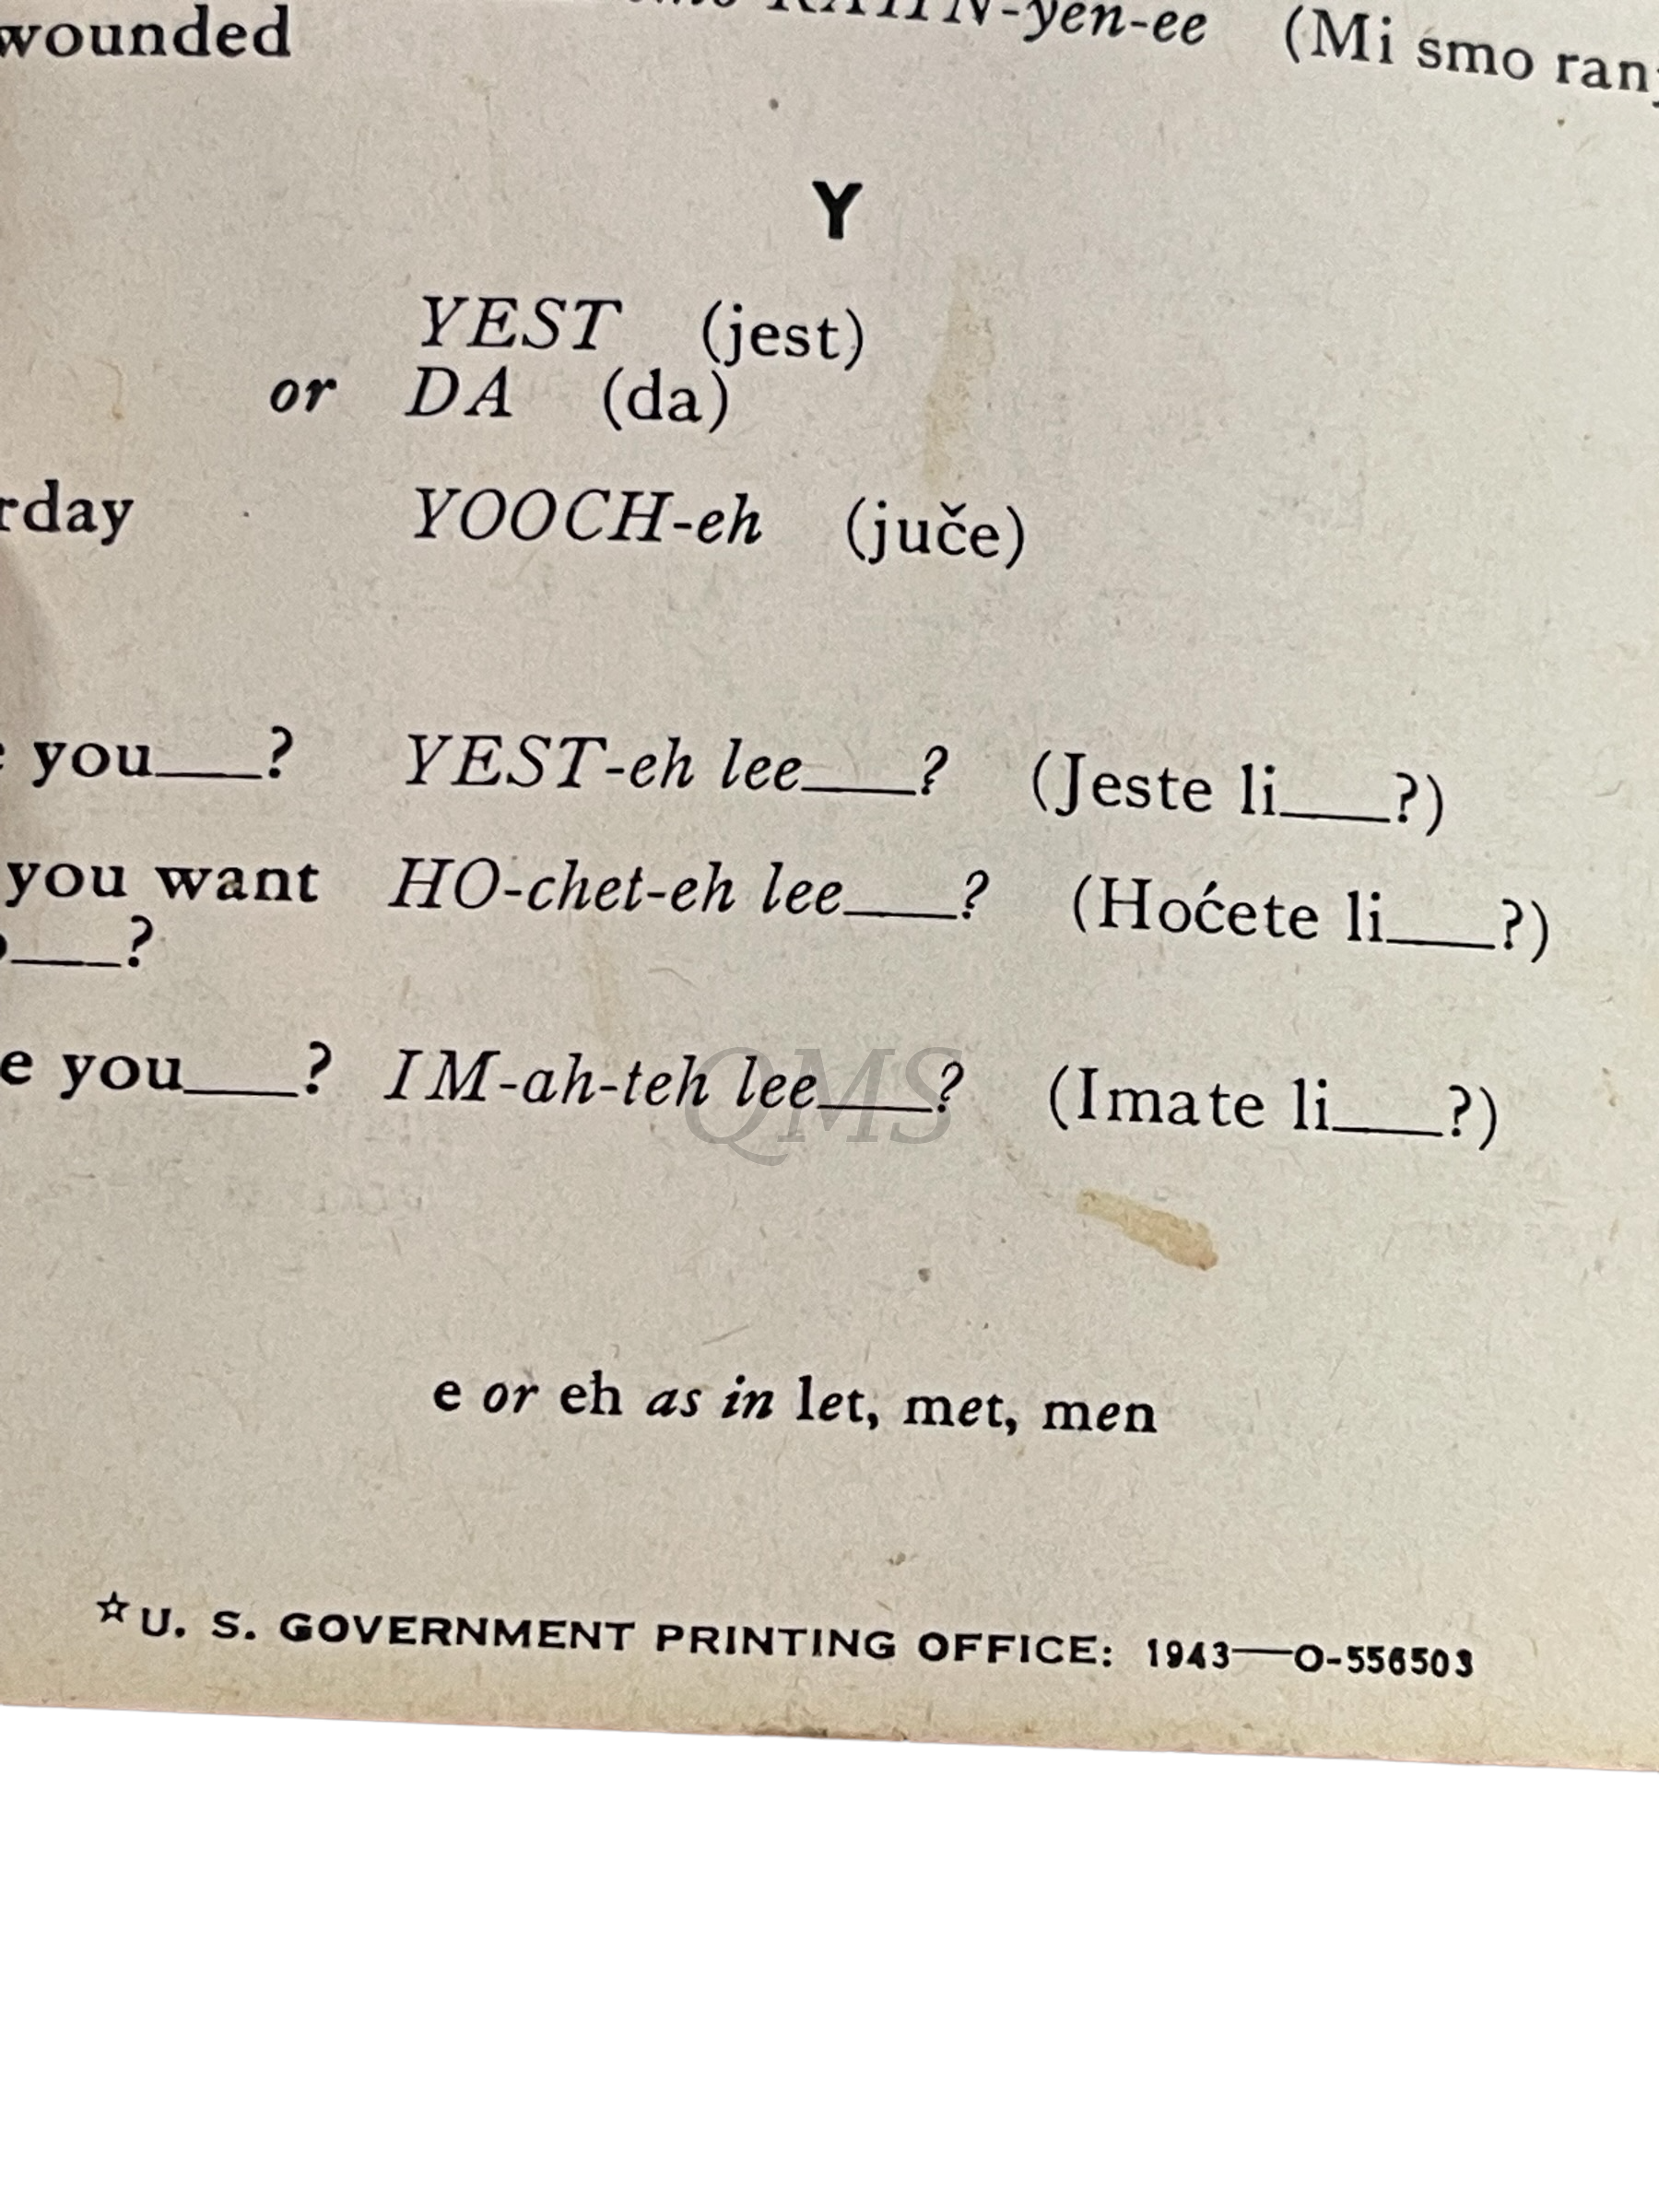 wounded RAHN-yen-ee (Mi smo
Y
YEST (jest)
or DA (da)
YOOCH-eh (juče)
you___? YEST-eh lee___? (Jeste li___?)
you want HO-chet-eh lee___? (Hoćete li___?)
___?
you___? IM-ah-teh lee___? (Imate li___?)
QMS
e or eh as in let, met, men
☆U. S. GOVERNMENT PRINTING OFFICE: 1943—O-556503